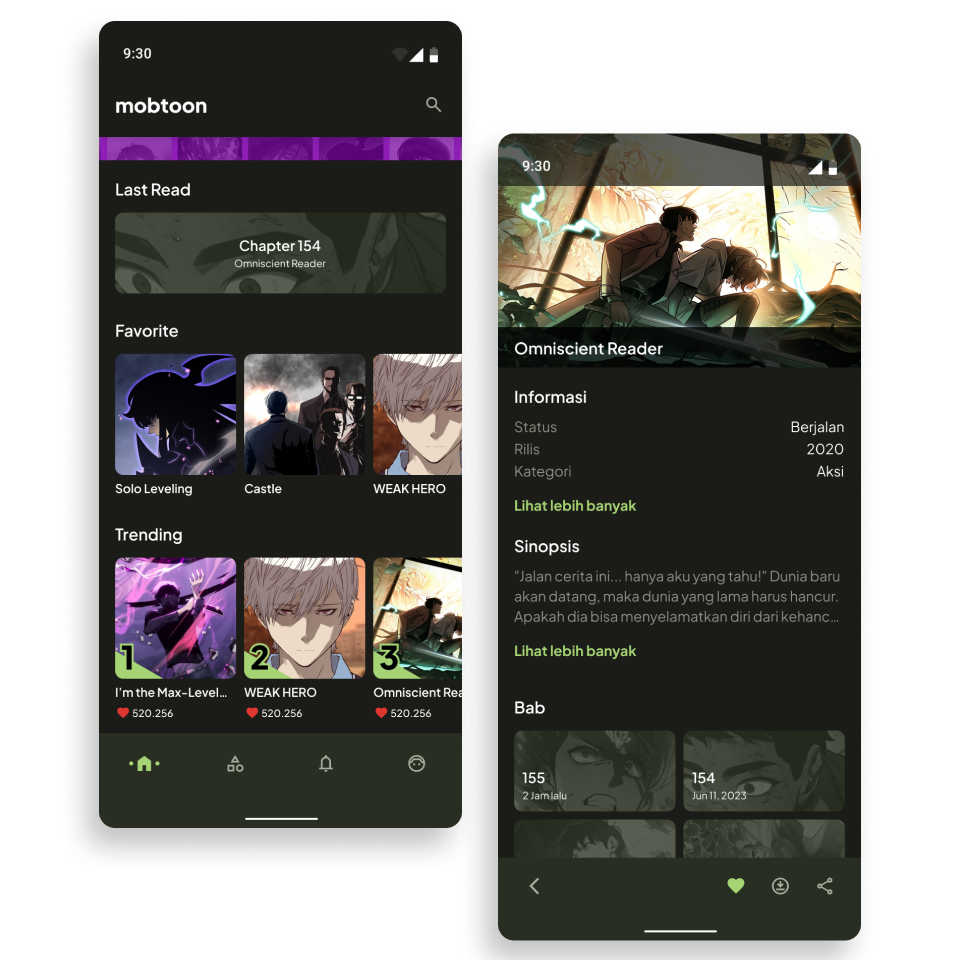 9:30
mobtoon
Last Read
Chapter 154
Omniscient Reader
Favorite
Solo Leveling
Castle
WEAK HERO
Trending
1
2
3
I'm the Max-Level...
WEAK HERO
Omniscient Rea
520.256
520.256
520.256
9:30
Omniscient Reader
Informasi
Status Berjalan
Rilis 2020
Kategori Aksi
Lihat lebih banyak
Sinopsis
"Jalan cerita ini... hanya aku yang tahu!" Dunia baru
akan datang, maka dunia yang lama harus hancur.
Apakah dia bisa menyelamatkan diri dari kehanc...
Lihat lebih banyak
Bab
155
2 Jam lalu
154
Jun 11, 2023